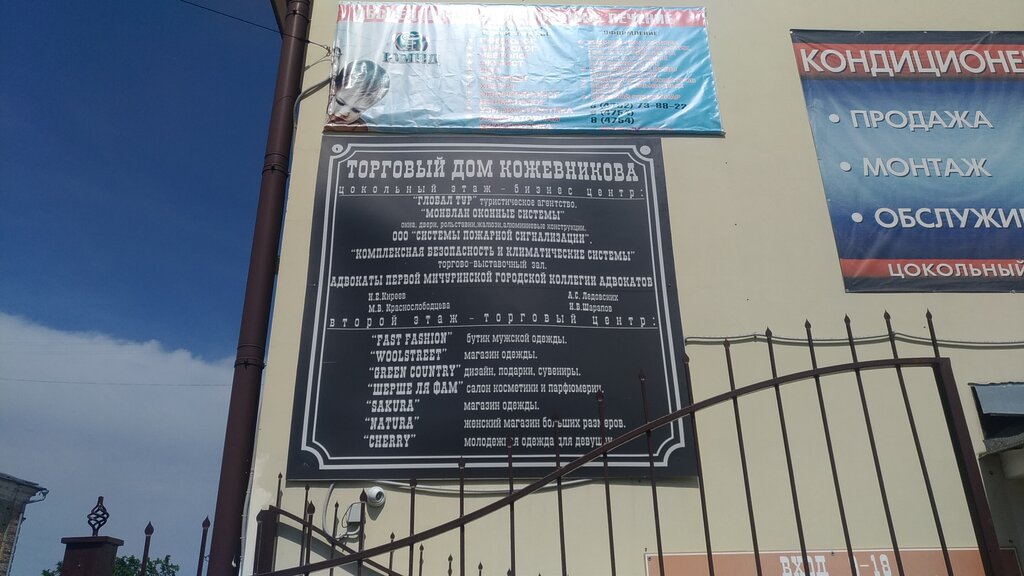 ОФОРМЛЕНИЕ
8 (4752) 73-88-22
8 (4754)
ТОРГОВЫЙ ДОМ КОЖЕВНИКОВА
ЦОКОЛЬНЫЙ ЭТАЖ-БИЗНЕС ЦЕНТР:
"ГЛОБАЛ ТУР" туристическое агентство,
"МОНБЛАН ОКОННЫЕ СИСТЕМЫ"
окна, двери, рольставни, жалюзи, алюминиевые конструкции.
ООО "СИСТЕМЫ ПОЖАРНОЙ СИГНАЛИЗАЦИИ".
"КОМПЛЕКСНАЯ БЕЗОПАСНОСТЬ И КЛИМАТИЧЕСКИЕ СИСТЕМЫ"
торгово-выставочный зал.
АДВОКАТЫ ПЕРВОЙ МИЧУРИНСКОЙ ГОРОДСКОЙ КОЛЛЕГИИ АДВОКАТОВ
И.Е.Киреев А.С. Ледовских
М.В. Краснослободцева И.В.Шарапов
ВТОРОЙ ЭТАЖ-ТОРГОВЫЙ ЦЕНТР:
"FAST FASHION" бутик мужской одежды.
"WOOLSTREET" магазин одежды.
"GREEN COUNTRY" дизайн, подарки, сувениры.
"ШЕРШЕ ЛЯ ФАМ" салон косметики и парфюмерии.
"SAKURA" магазин одежды.
"NATURA" женский магазин больших размеров.
"CHERRY" молодежная одежда для девушек
КОНДИЦИОНЕ
• ПРОДАЖА
• МОНТАЖ
• ОБСЛУЖИ
ЦОКОЛЬНЫЙ
ВХОД